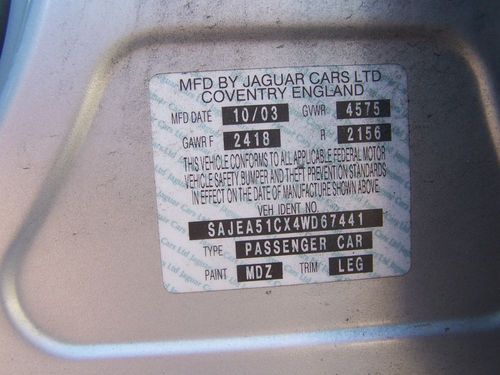 MFD BY JAGUAR CARS LTD
COVENTRY ENGLAND
MFD DATE 10/03 GVWR 4575
GAWR F 2418 R 2156
THIS VEHICLE CONFORMS TO ALL APPLICABLE FEDERAL MOTOR
VEHICLE SAFETY BUMPER AND THEFT PREVENTION STANDARDS
IN EFFECT ON THE DATE OF MANUFACTURE SHOWN ABOVE.
VEH IDENT NO.
SAJEA51CX4WD67441
TYPE PASSENGER CAR
PAINT MDZ TRIM LEG